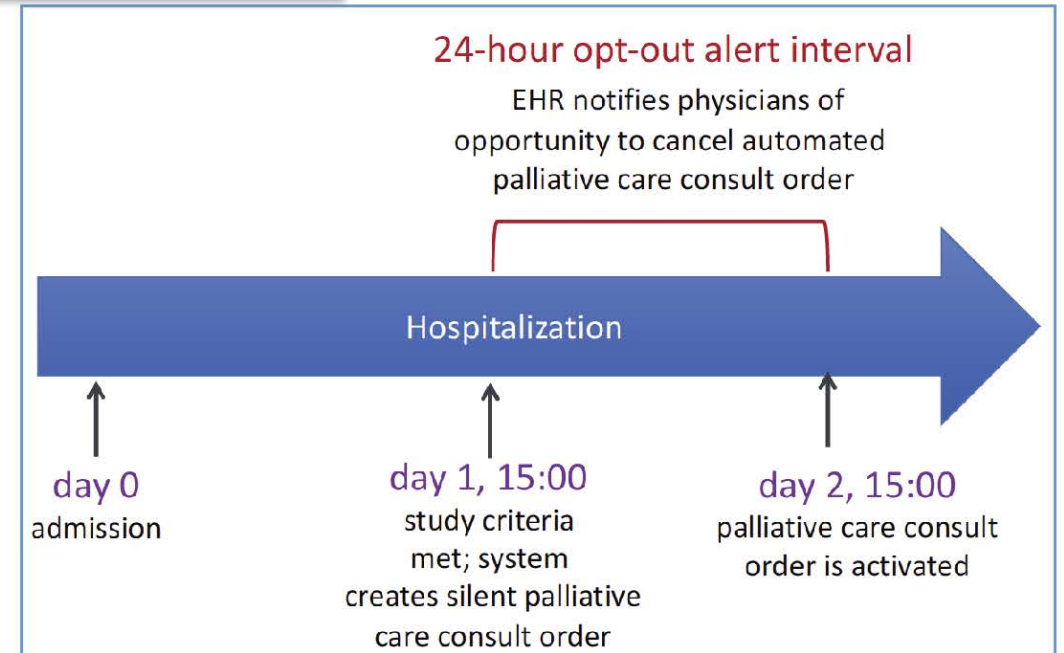 24-hour opt-out alert interval
EHR notifies physicians of
opportunity to cancel automated
palliative care consult order
Hospitalization
day 0
admission
day 1, 15:00
study criteria
met; system
creates silent palliative
care consult order
day 2, 15:00
palliative care consult
order is activated